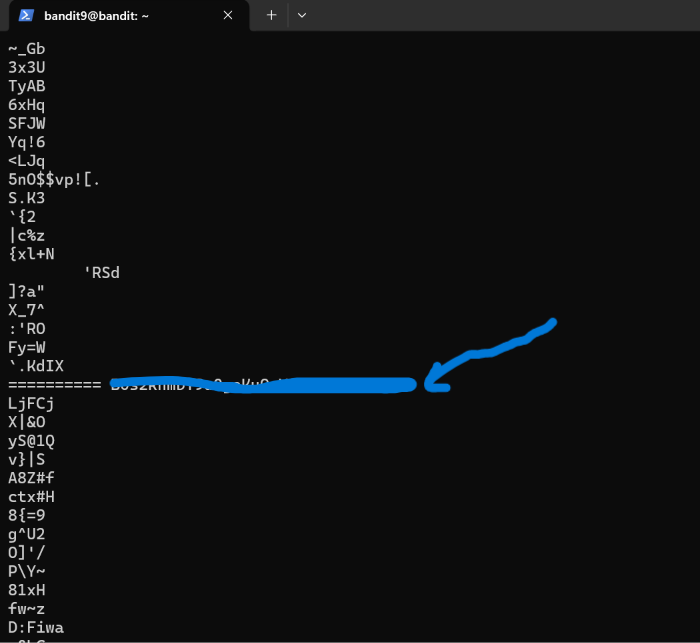 bandit9@bandit: ~
~_Gb
3x3U
TyAB
6xHq
SFJW
Yq!6
<LJq
5nO$$vp![.
S.K3
`{2
|c%z
{xl+N
'RSd
]?a"
X_7^
:'RO
Fy=W
`.KdIX
==========
LjFCj
X|&O
yS@1Q
v}|S
A8Z#f
ctx#H
8{=9
g^U2
O]'/
P\Y~
81xH
fw~z
D:Fiwa